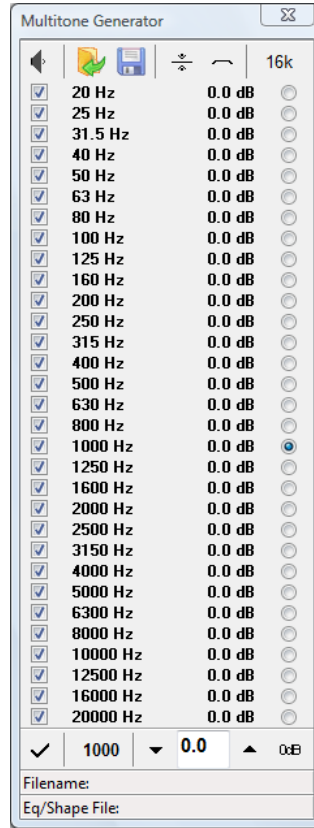 Multitone Generator
16k
20 Hz 0.0 dB
25 Hz 0.0 dB
31.5 Hz 0.0 dB
40 Hz 0.0 dB
50 Hz 0.0 dB
63 Hz 0.0 dB
80 Hz 0.0 dB
100 Hz 0.0 dB
125 Hz 0.0 dB
160 Hz 0.0 dB
200 Hz 0.0 dB
250 Hz 0.0 dB
315 Hz 0.0 dB
400 Hz 0.0 dB
500 Hz 0.0 dB
630 Hz 0.0 dB
800 Hz 0.0 dB
1000 Hz 0.0 dB
1250 Hz 0.0 dB
1600 Hz 0.0 dB
2000 Hz 0.0 dB
2500 Hz 0.0 dB
3150 Hz 0.0 dB
4000 Hz 0.0 dB
5000 Hz 0.0 dB
6300 Hz 0.0 dB
8000 Hz 0.0 dB
10000 Hz 0.0 dB
12500 Hz 0.0 dB
16000 Hz 0.0 dB
20000 Hz 0.0 dB
1000 0.0 0dB
Filename:
Eq/Shape File: